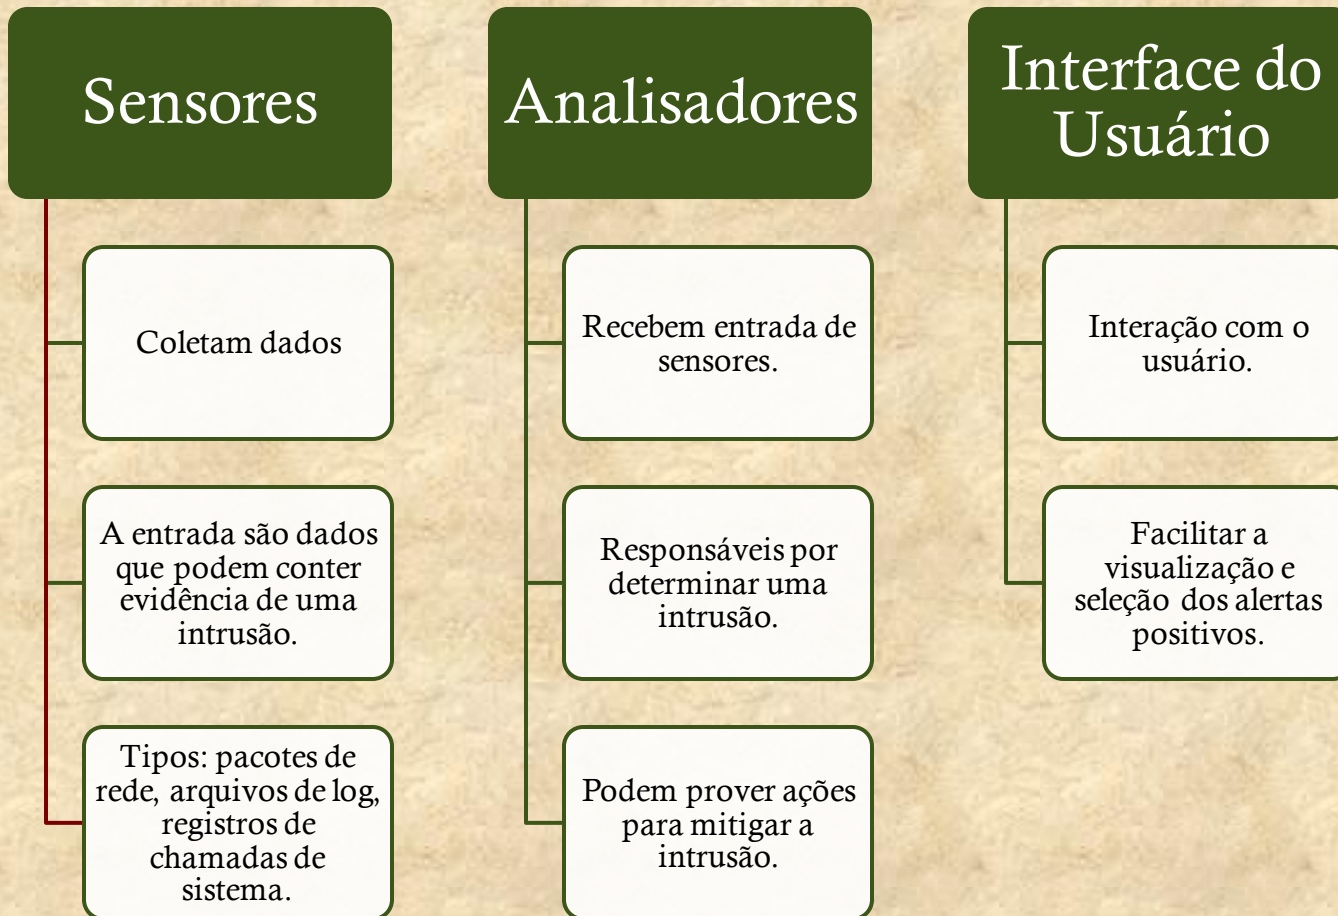 Sensores
Coletam dados
A entrada são dados
que podem conter
evidência de uma
intrusão.
Tipos: pacotes de
rede, arquivos de log,
registros de
chamadas de
sistema.
Analisadores
Recebem entrada de
sensores.
Responsáveis por
determinar uma
intrusão.
Podem prover ações
para mitigar a
intrusão.
Interface do
Usuário
Interação com o
usuário.
Facilitar a
visualização e
seleção dos alertas
positivos.